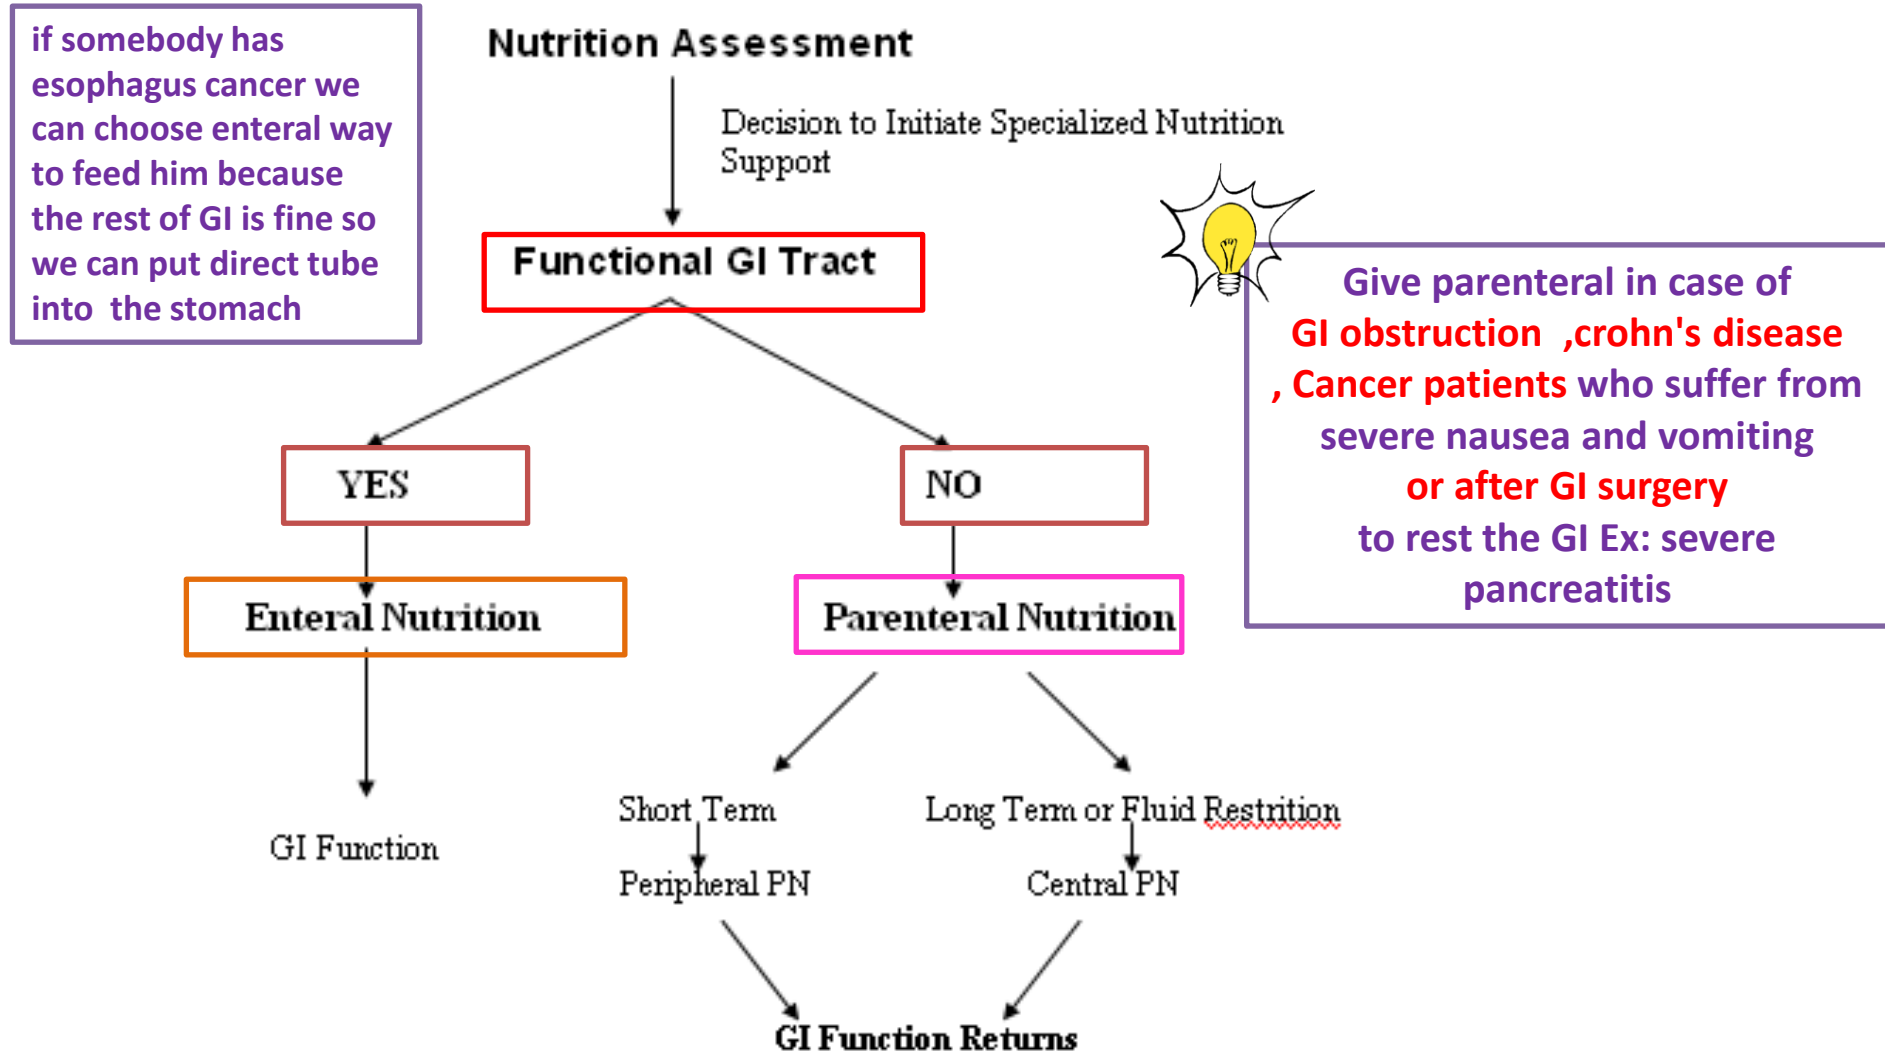 if somebody has
esophagus cancer we
can choose enteral way
to feed him because
the rest of GI is fine so
we can put direct tube
into the stomach
Nutrition Assessment
Decision to Initiate Specialized Nutrition
Support
Functional GI Tract
Give parenteral in case of
GI obstruction ,crohn's disease
, Cancer patients who suffer from
severe nausea and vomiting
or after GI surgery
to rest the GI Ex: severe
pancreatitis
YES
NO
Enteral Nutrition
Parenteral Nutrition
GI Function
Short Term
Long Term or Fluid Restrition
Peripheral PN
Central PN
GI Function Returns